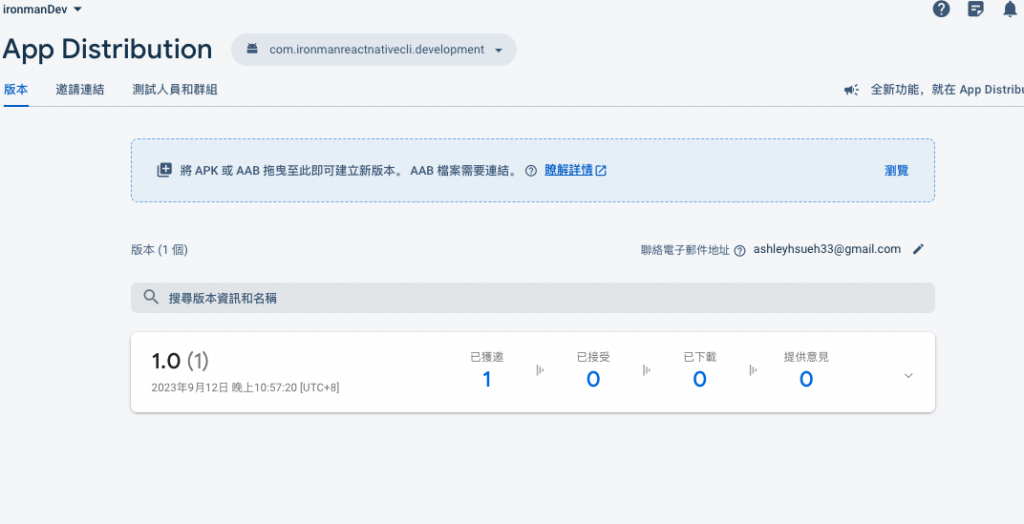 ironmanDev
App Distribution com.ironmanreactnativecli.development
版本 邀請連結 測試人員和群組 全新功能，就在 App Distribu
將 APK 或 AAB 拖曳至此即可建立新版本。 AAB 檔案需要連結。 瞭解詳情 瀏覽
版本 (1 個) 聯絡電子郵件地址 ashleyhsueh33@gmail.com
搜尋版本資訊和名稱
1.0 (1) 已獲邀 已接受 已下載 提供意見
2023年9月12日 晚上10:57:20 [UTC+8] 1 0 0 0